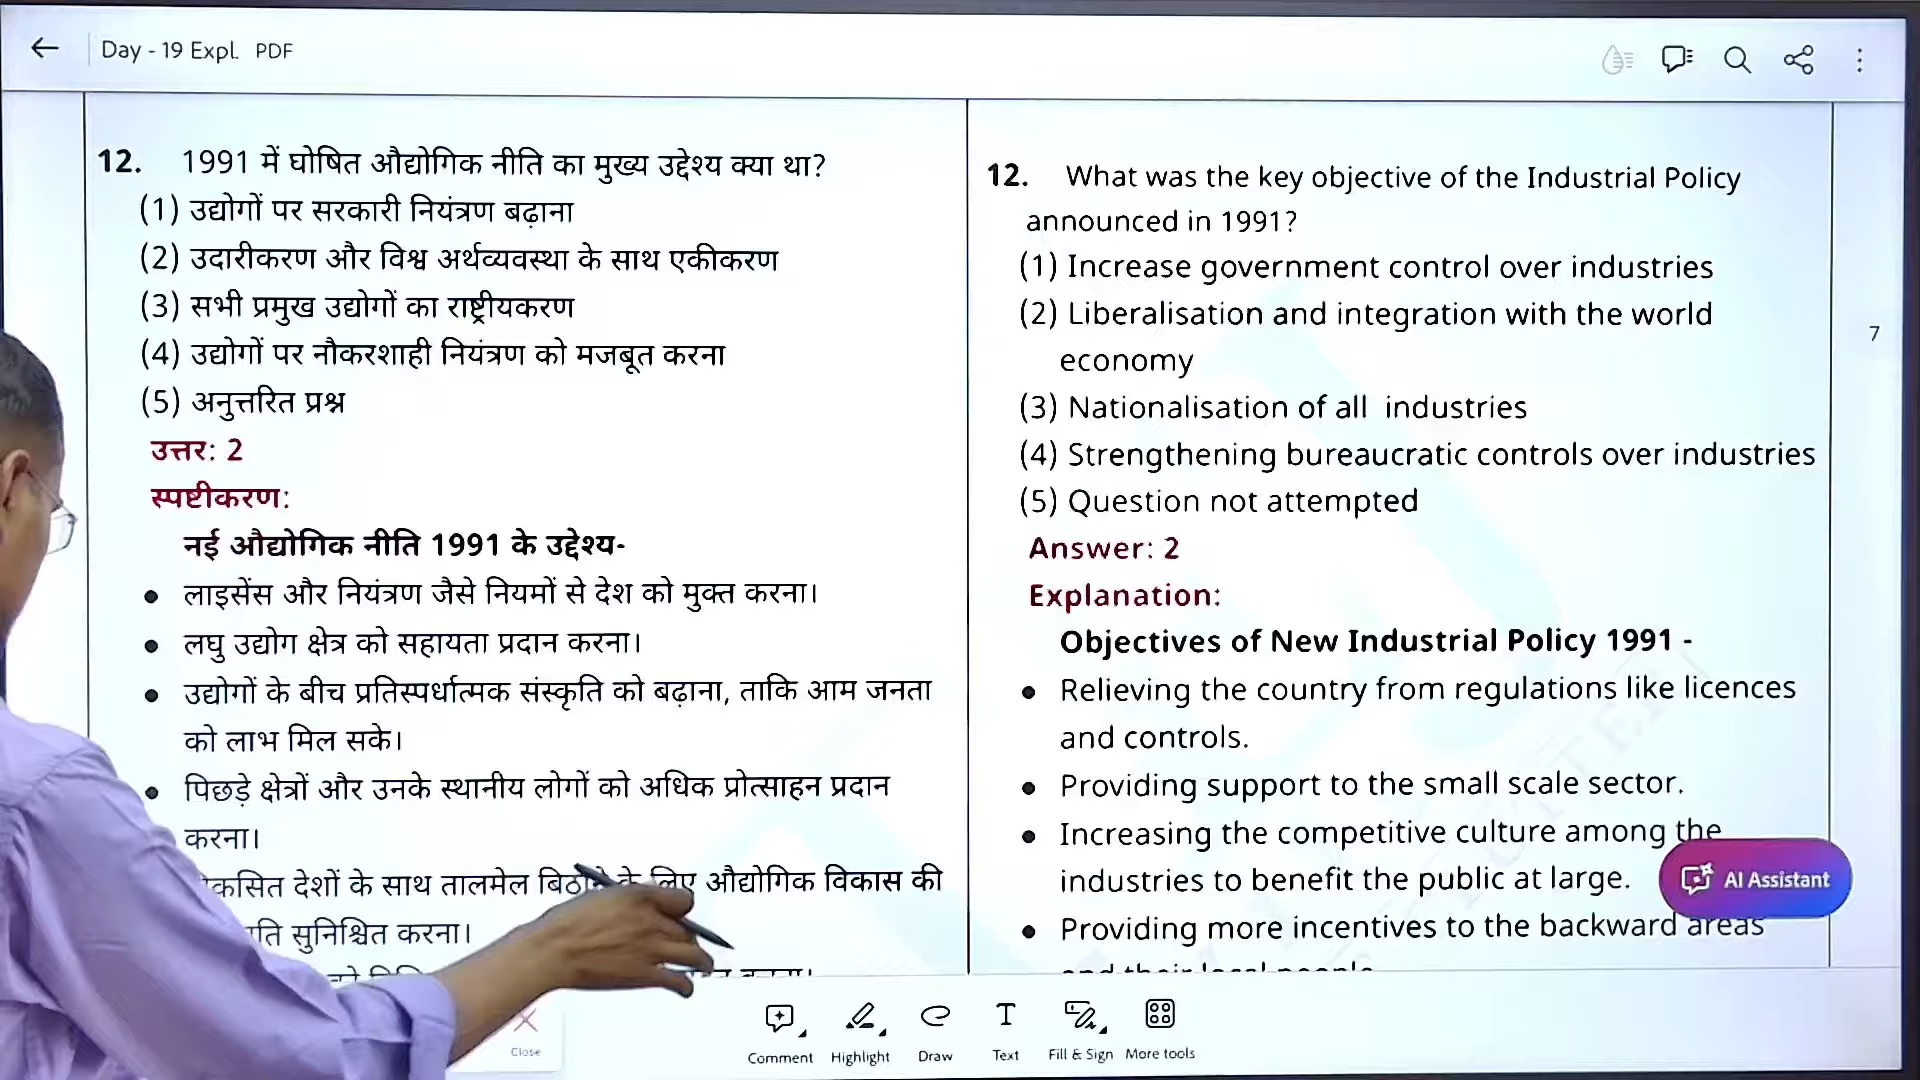 Day - 19 Expl. PDF
12. 1991 में घोषित औद्योगिक नीति का मुख्य उद्देश्य क्या था?
(1) उद्योगों पर सरकारी नियंत्रण बढ़ाना
(2) उदारीकरण और विश्व अर्थव्यवस्था के साथ एकीकरण
(3) सभी प्रमुख उद्योगों का राष्ट्रीयकरण
(4) उद्योगों पर नौकरशाही नियंत्रण को मजबूत करना
(5) अनुत्तरित प्रश्न
उत्तर: 2
स्पष्टीकरण:
नई औद्योगिक नीति 1991 के उद्देश्य-
• लाइसेंस और नियंत्रण जैसे नियमों से देश को मुक्त करना।
• लघु उद्योग क्षेत्र को सहायता प्रदान करना।
• उद्योगों के बीच प्रतिस्पर्धात्मक संस्कृति को बढ़ाना, ताकि आम जनता
को लाभ मिल सके।
• पिछड़े क्षेत्रों और उनके स्थानीय लोगों को अधिक प्रोत्साहन प्रदान
करना।
देशों के साथ तालमेल के लिए औद्योगिक विकास की
सुनिश्चित करना।
12. What was the key objective of the Industrial Policy
announced in 1991?
(1) Increase government control over industries
(2) Liberalisation and integration with the world
economy
(3) Nationalisation of all industries
(4) Strengthening bureaucratic controls over industries
(5) Question not attempted
Answer: 2
Explanation:
Objectives of New Industrial Policy 1991 -
• Relieving the country from regulations like licences
and controls.
• Providing support to the small scale sector.
• Increasing the competitive culture among the
industries to benefit the public at large.
• Providing more incentives to the backward areas
and their local people
7
AI Assistant
Close
Comment Highlight Draw Text Fill & Sign More tools